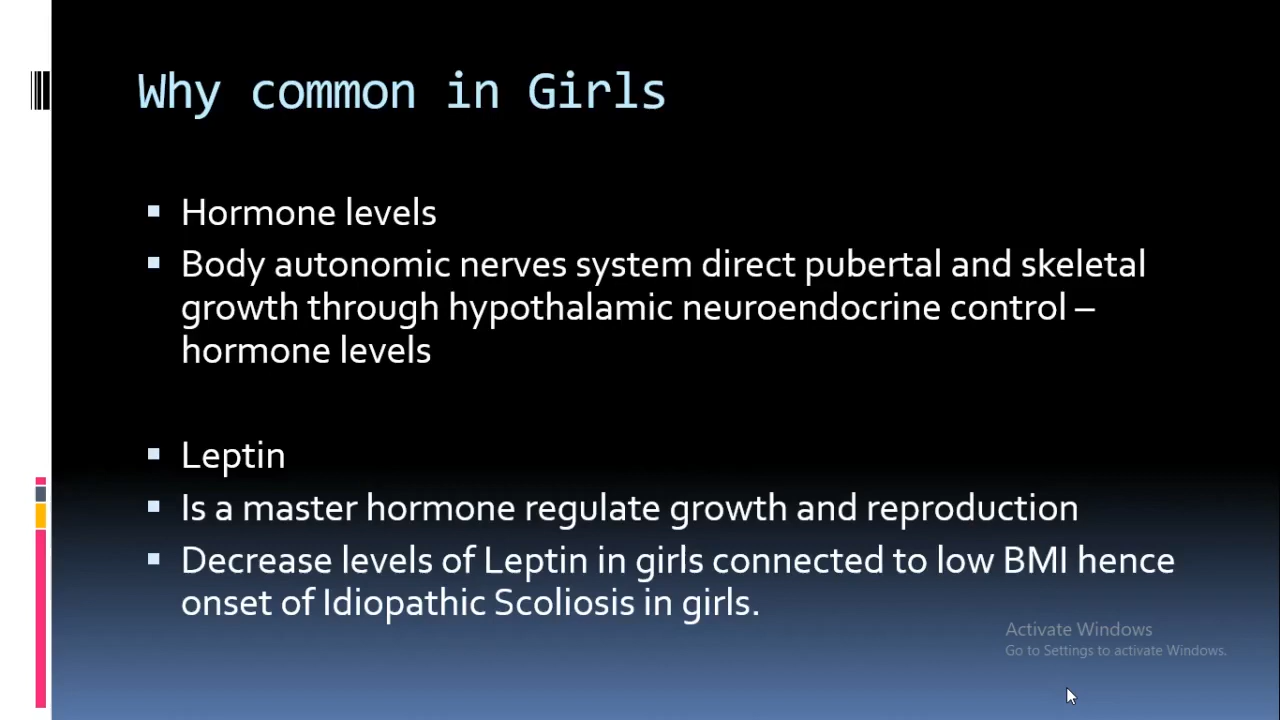 Why common in Girls
▪ Hormone levels
▪ Body autonomic nerves system direct pubertal and skeletal
growth through hypothalamic neuroendocrine control –
hormone levels
▪ Leptin
▪ Is a master hormone regulate growth and reproduction
▪ Decrease levels of Leptin in girls connected to low BMI hence
onset of Idiopathic Scoliosis in girls.
Activate Windows
Go to Settings to activate Windows.